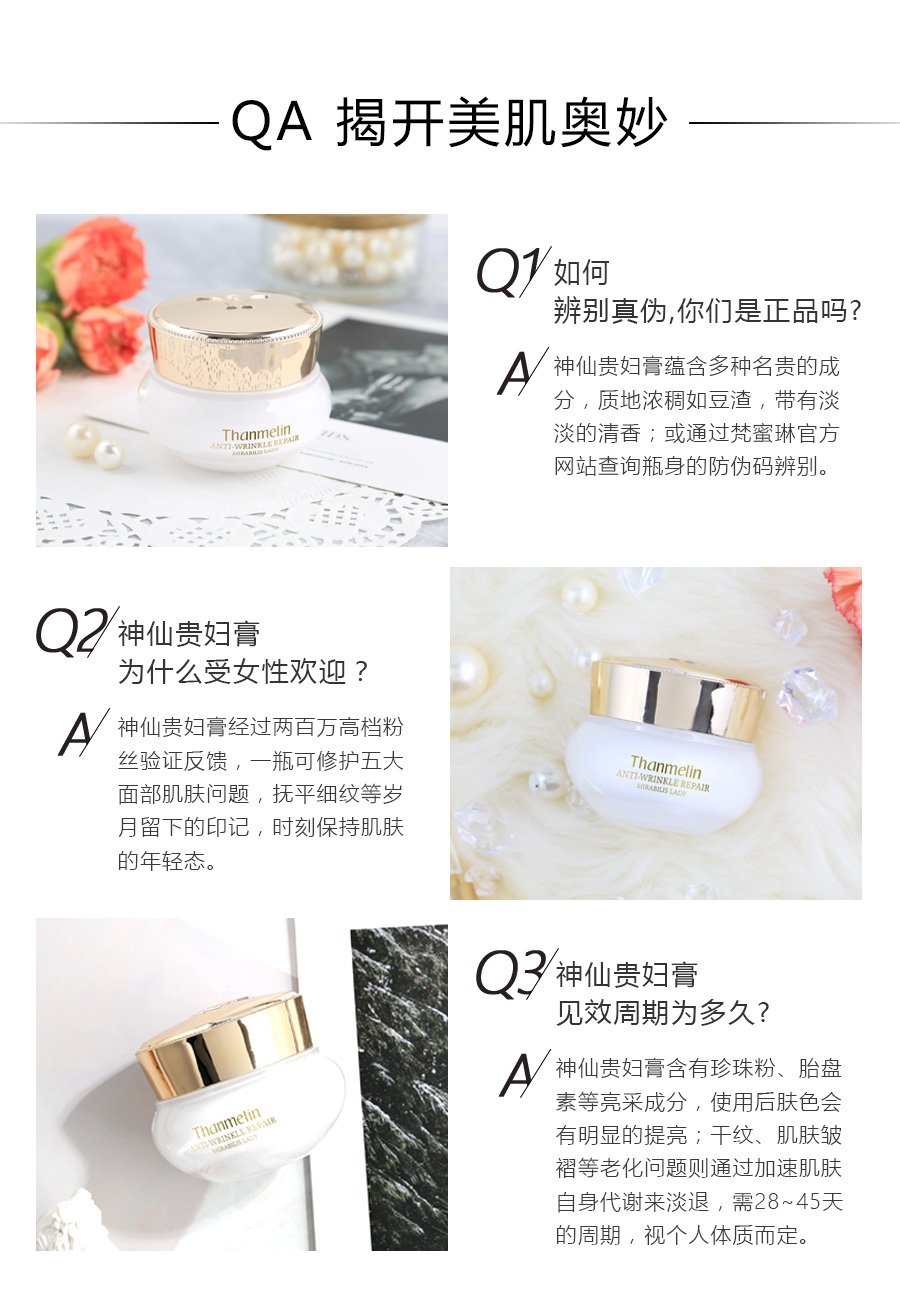 QA 揭开美肌奥妙
Q1 如何
辨别真伪,你们是正品吗?
A 神仙贵妇膏蕴含多种名贵的成
分，质地浓稠如豆渣，带有淡
淡的清香；或通过梵蜜琳官方
网站查询瓶身的防伪码辨别。
Thanmelin
ANTI-WRINKLE REPAIR
MIRABILIS LADY
Q2 神仙贵妇膏
为什么受女性欢迎？
A 神仙贵妇膏经过两百万高档粉
丝验证反馈，一瓶可修护五大
面部肌肤问题，抚平细纹等岁
月留下的印记，时刻保持肌肤
的年轻态。
Thanmelin
ANTI-WRINKLE REPAIR
MIRABILIS LADY
Q3 神仙贵妇膏
见效周期为多久?
A 神仙贵妇膏含有珍珠粉、胎盘
素等亮采成分，使用后肤色会
有明显的提亮；干纹、肌肤皱
褶等老化问题则通过加速肌肤
自身代谢来淡退，需28~45天
的周期，视个人体质而定。
Thanmelin
ANTI-WRINKLE REPAIR
MIRABILIS LADY